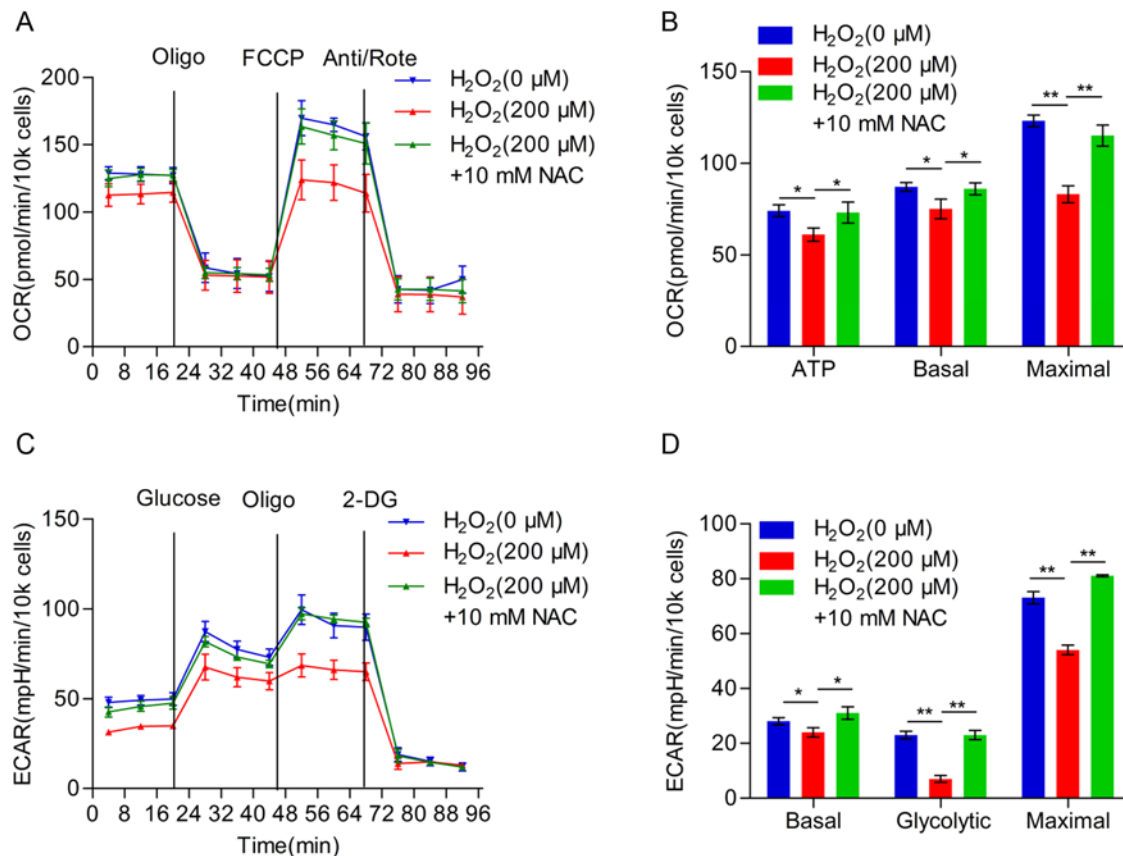 A
Oligo FCCP Anti/Rote
200
150
100
50
0
OCR(pmol/min/10k cells)
H₂O₂(0 μM)
H₂O₂(200 μM)
H₂O₂(200 μM)
+10 mM NAC
0 8 16 24 32 40 48 56 64 72 80 88 96
Time(min)
B
H₂O₂(0 μM)
H₂O₂(200 μM)
H₂O₂(200 μM)
+10 mM NAC
150
100
50
0
OCR(pmol/min/10k cells)
* *
* *
** **
ATP Basal Maximal
C
Glucose Oligo 2-DG
150
100
50
0
ECAR(mpH/min/10k cells)
H₂O₂(0 μM)
H₂O₂(200 μM)
H₂O₂(200 μM)
+10 mM NAC
0 8 16 24 32 40 48 56 64 72 80 88 96
Time(min)
D
H₂O₂(0 μM)
H₂O₂(200 μM)
H₂O₂(200 μM)
+10 mM NAC
100
80
60
40
20
0
ECAR(mpH/min/10k cells)
* *
** **
** **
Basal Glycolytic Maximal